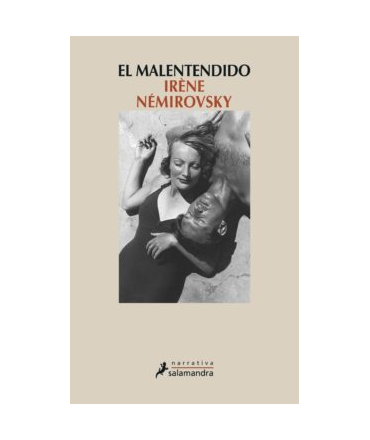 EL MALENTENDIDO
IRÈNE
NÉMIROVSKY
narrativa
salamandra